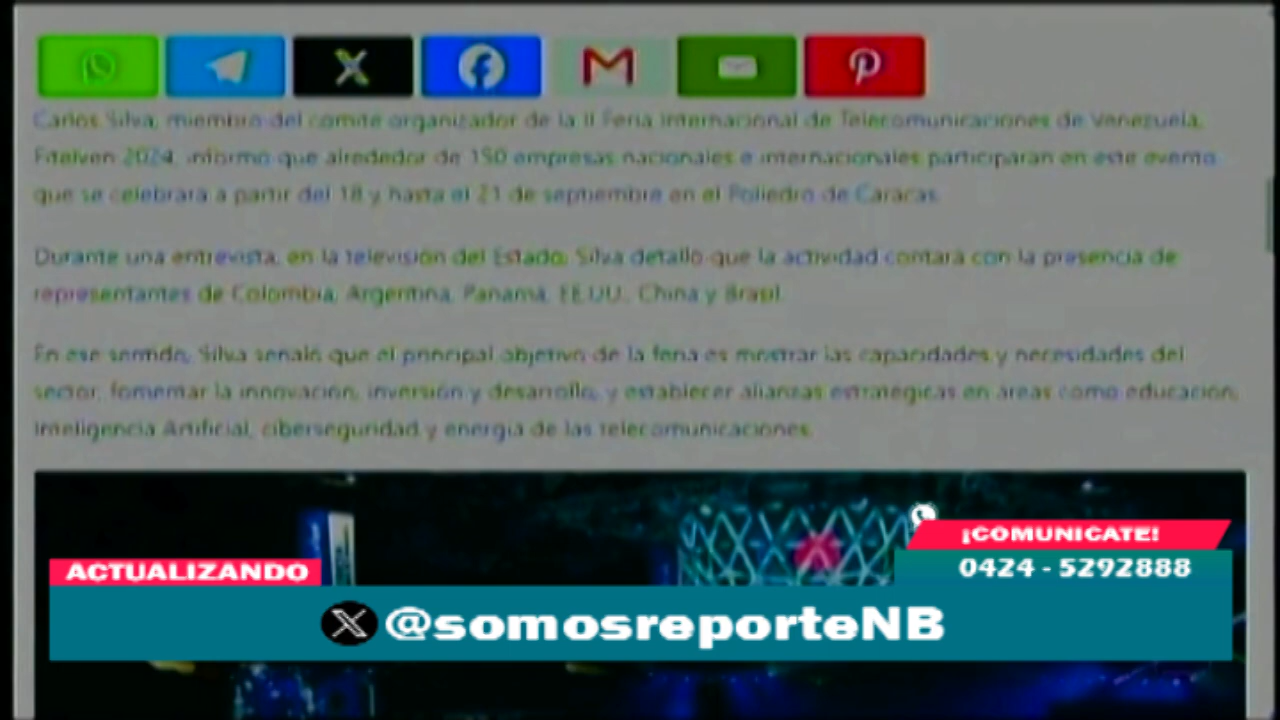 Carlos Silva, miembro del comité organizador de la II Feria Internacional de Telecomunicaciones de Venezuela,
Fitelven 2024, informó que alrededor de 150 empresas nacionales e internacionales participarán en este evento
que se celebrará a partir del 18 y hasta el 21 de septiembre en el Poliedro de Caracas.
Durante una entrevista, en la televisión del Estado, Silva detalló que la actividad contará con la presencia de
representantes de Colombia, Argentina, Panamá, EE.UU., China y Brasil.
En ese sentido, Silva señaló que el principal objetivo de la feria es mostrar las capacidades y necesidades del
sector, fomentar la innovación, inversión y desarrollo, y establecer alianzas estratégicas en áreas como educación,
Inteligencia Artificial, ciberseguridad y energía de las telecomunicaciones.
¡COMUNICATE!
0424 - 5292888
ACTUALIZANDO
@somosreporteNB